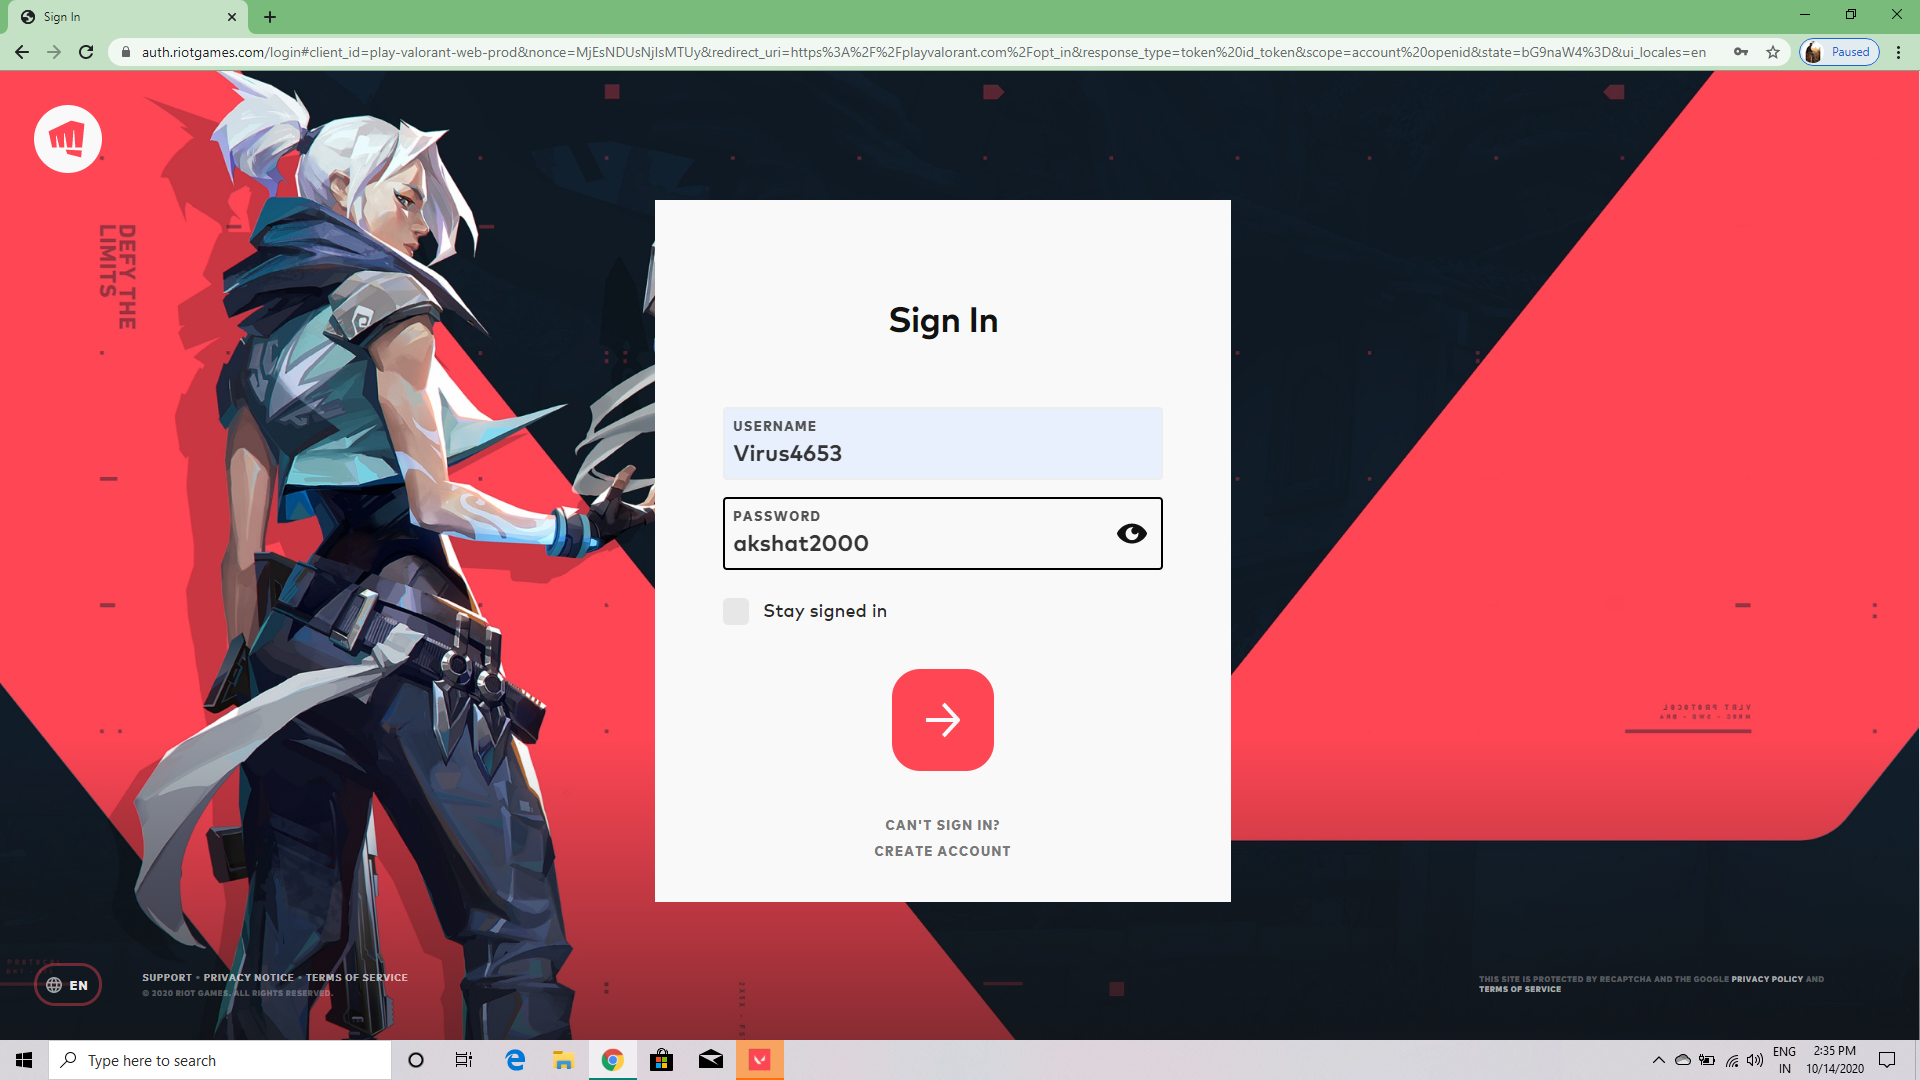 Sign In
auth.riotgames.com/login#client_id=play-valorant-web-prod&nonce=MjEsNDUsNjIsMTUy&redirect_uri=https%3A%2F%2Fplayvalorant.com%2Fopt_in&response_type=token%20id_token&scope=account%20openid&state=bG9naW4%3D&ui_locales=en
Paused
DEFY THE
LIMITS
Sign In
USERNAME
Virus4653
PASSWORD
akshat2000
Stay signed in
CAN'T SIGN IN?
CREATE ACCOUNT
VLRT PROTOCOL
EN
SUPPORT • PRIVACY NOTICE • TERMS OF SERVICE
© 2020 RIOT GAMES. ALL RIGHTS RESERVED.
THIS SITE IS PROTECTED BY RECAPTCHA AND THE GOOGLE PRIVACY POLICY AND
TERMS OF SERVICE
Type here to search
ENG
IN
2:35 PM
10/14/2020